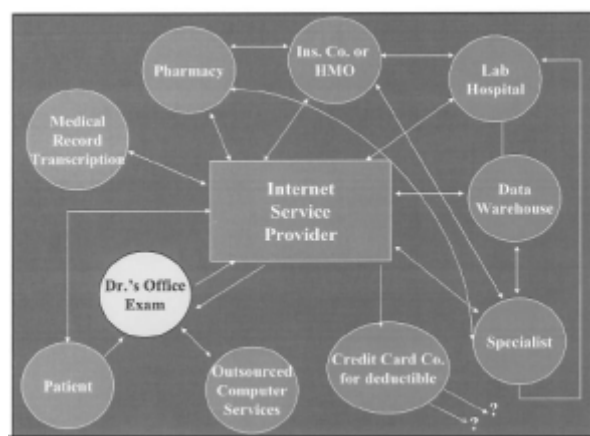 Pharmacy
Ins. Co. or
HMO
Lab
Hospital
Medical
Record
Transcription
Internet
Service
Provider
Data
Warehouse
Dr.'s Office
Exam
Specialist
Patient
Outsourced
Computer
Services
Credit Card Co.
for deductible
?
?